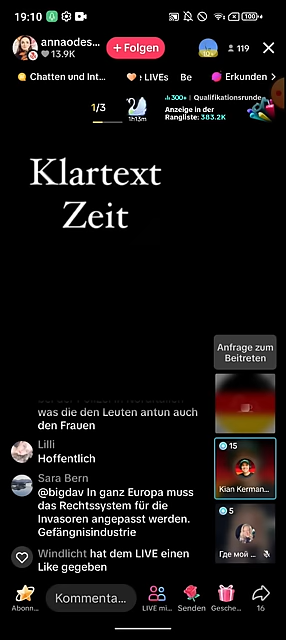 19:10
100+
annaodes...
13.9K
+ Folgen
119
Chatten und Int...
e LIVEs
Be
Erkunden
1/3
1h13m
300+ | Qualifikationsrunde
Anzeige in der
Rangliste: 383.2K
Klartext
Zeit
Anfrage zum
Beitreten
was die den Leuten antun auch
den Frauen
Lilli
Hoffentlich
15
Kian Kerman...
Sara Bern
@bigdav In ganz Europa muss
das Rechtssystem für die
Invasoren angepasst werden.
Gefängnisindustrie
5
Где мой ...
Windlicht hat dem LIVE einen
Like gegeben
Abonn...
Kommenta...
LIVE mi...
Senden
Gesche...
16